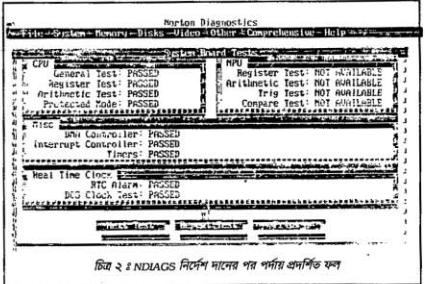 Norton Diagnostics
File System Memory Disks Video Other Comprehensive Help
System Board Tests
CPU
General Test: PASSED
Register Test: PASSED
Arithmetic Test: PASSED
Protected Mode: PASSED
NPU
Register Test: NOT AVAILABLE
Arithmetic Test: NOT AVAILABLE
Trig Test: NOT AVAILABLE
Compare Test: NOT AVAILABLE
Misc
DMA Controller: PASSED
Interrupt Controller: PASSED
Timers: PASSED
Real Time Clock
RTC Alarm: PASSED
DOS Clock Test: PASSED
চিত্র ২ ঃ NDIAGS নির্দেশ দানের পর পর্দায় প্রদর্শিত ফল